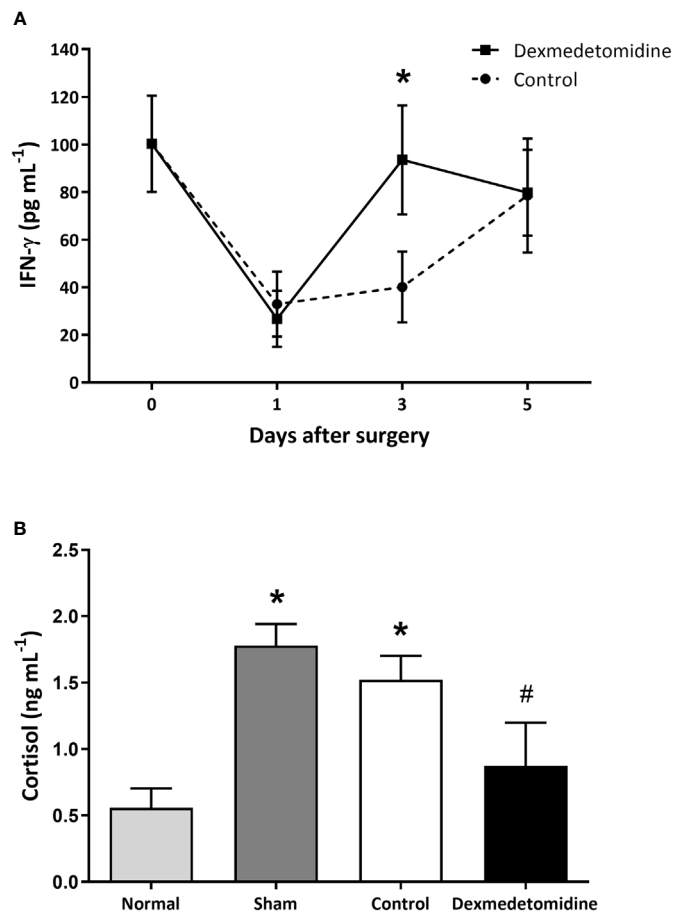 A
140
120
100
80
60
40
20
0
IFN-γ (pg mL⁻¹)
*
Dexmedetomidine
Control
0 1 3 5
Days after surgery
B
2.5
2.0
1.5
1.0
0.5
0.0
Cortisol (ng mL⁻¹)
*
*
#
Normal Sham Control Dexmedetomidine